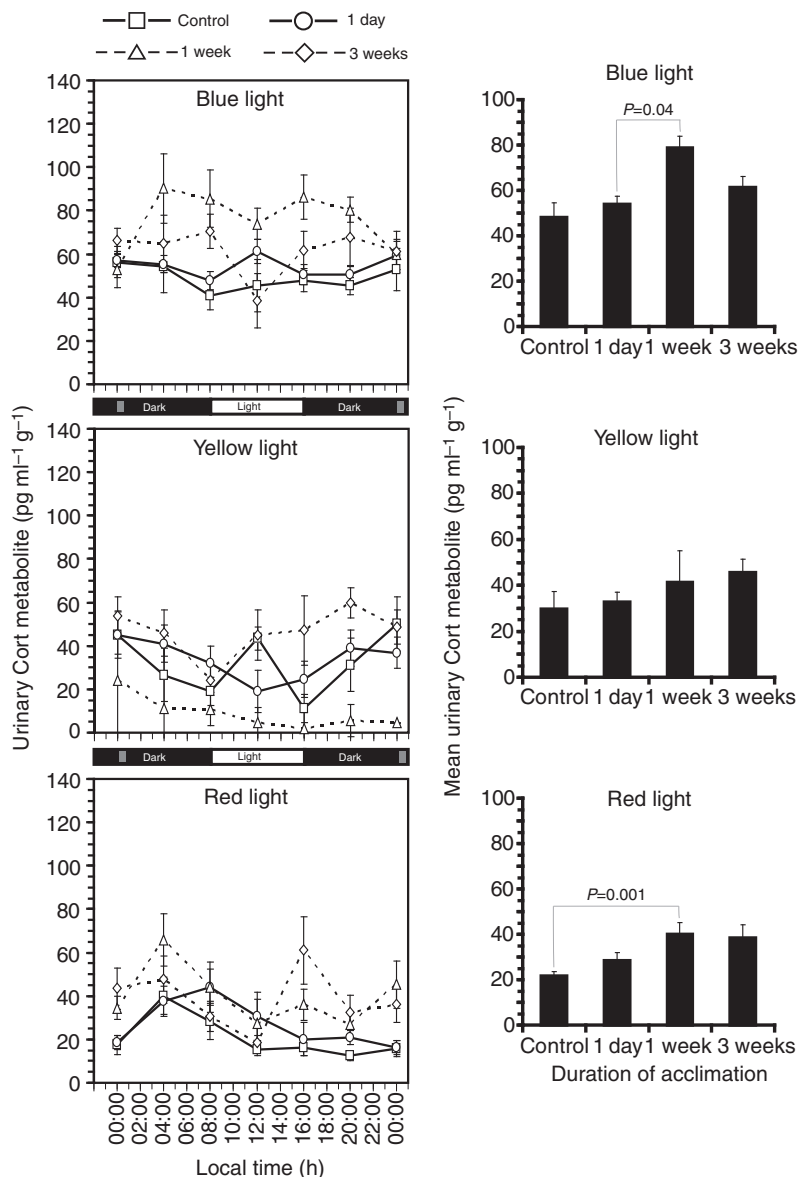 Control
1 day
1 week
3 weeks
Blue light
140
120
100
80
60
40
20
0
Dark
Light
Dark
Yellow light
140
120
100
80
60
40
20
0
Dark
Light
Dark
Red light
140
120
100
80
60
40
20
0
00:00
02:00
04:00
06:00
08:00
10:00
12:00
14:00
16:00
18:00
20:00
22:00
00:00
Local time (h)
Urinary Cort metabolite (pg ml⁻¹ g⁻¹)
Blue light
P=0.04
100
80
60
40
20
0
Control 1 day 1 week 3 weeks
Yellow light
100
80
60
40
20
0
Control 1 day 1 week 3 weeks
Red light
P=0.001
100
80
60
40
20
0
Control 1 day 1 week 3 weeks
Duration of acclimation
Mean urinary Cort metabolite (pg ml⁻¹ g⁻¹)